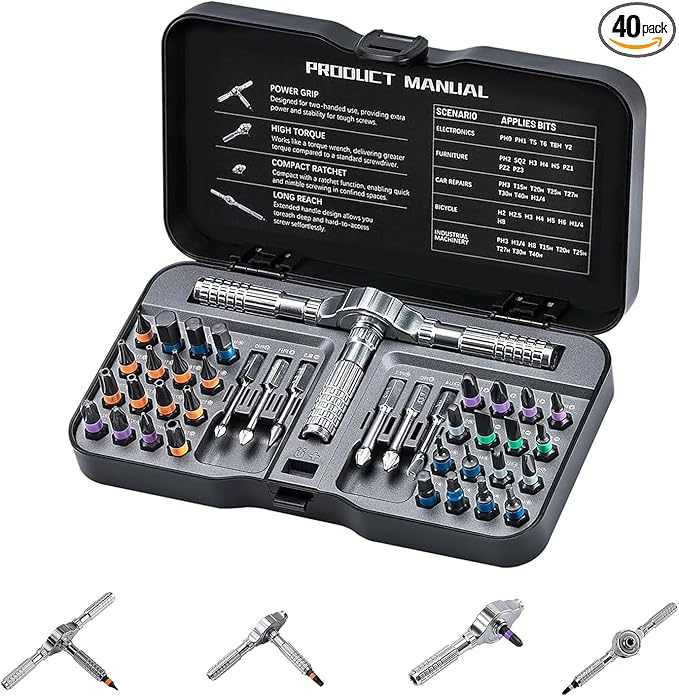 40 pack
PRODUCT MANUAL
POWER GRIP
Designed for two-handed use, providing extra
power and stability for tough screws.
HIGH TORQUE
Works like a torque wrench, delivering greater
torque compared to a standard screwdriver.
COMPACT RATCHET
Compact with a ratchet function, enabling quick
and nimble screwing in confined spaces.
LONG REACH
Extended handle design allows you
toreach deep and hard-to-access
screw seffortlessly.
SCENARIO APPLIES BITS
ELECTRONICS PH0 PH1 T5 T6 T8H Y2
FURNITURE PH2 SQ2 H3 H4 H5 PZ1
PZ2 PZ3
CAR REPAIRS PH3 T15H T20H T25H T27H
T30H T40H H1/4
BICYCLE H2 H2.5 H3 H4 H5 H6 H1/4
H8
INDUSTRIAL
MACHINERY PH3 H1/4 H8 T15H T20H T25H
T27H T30H T40H